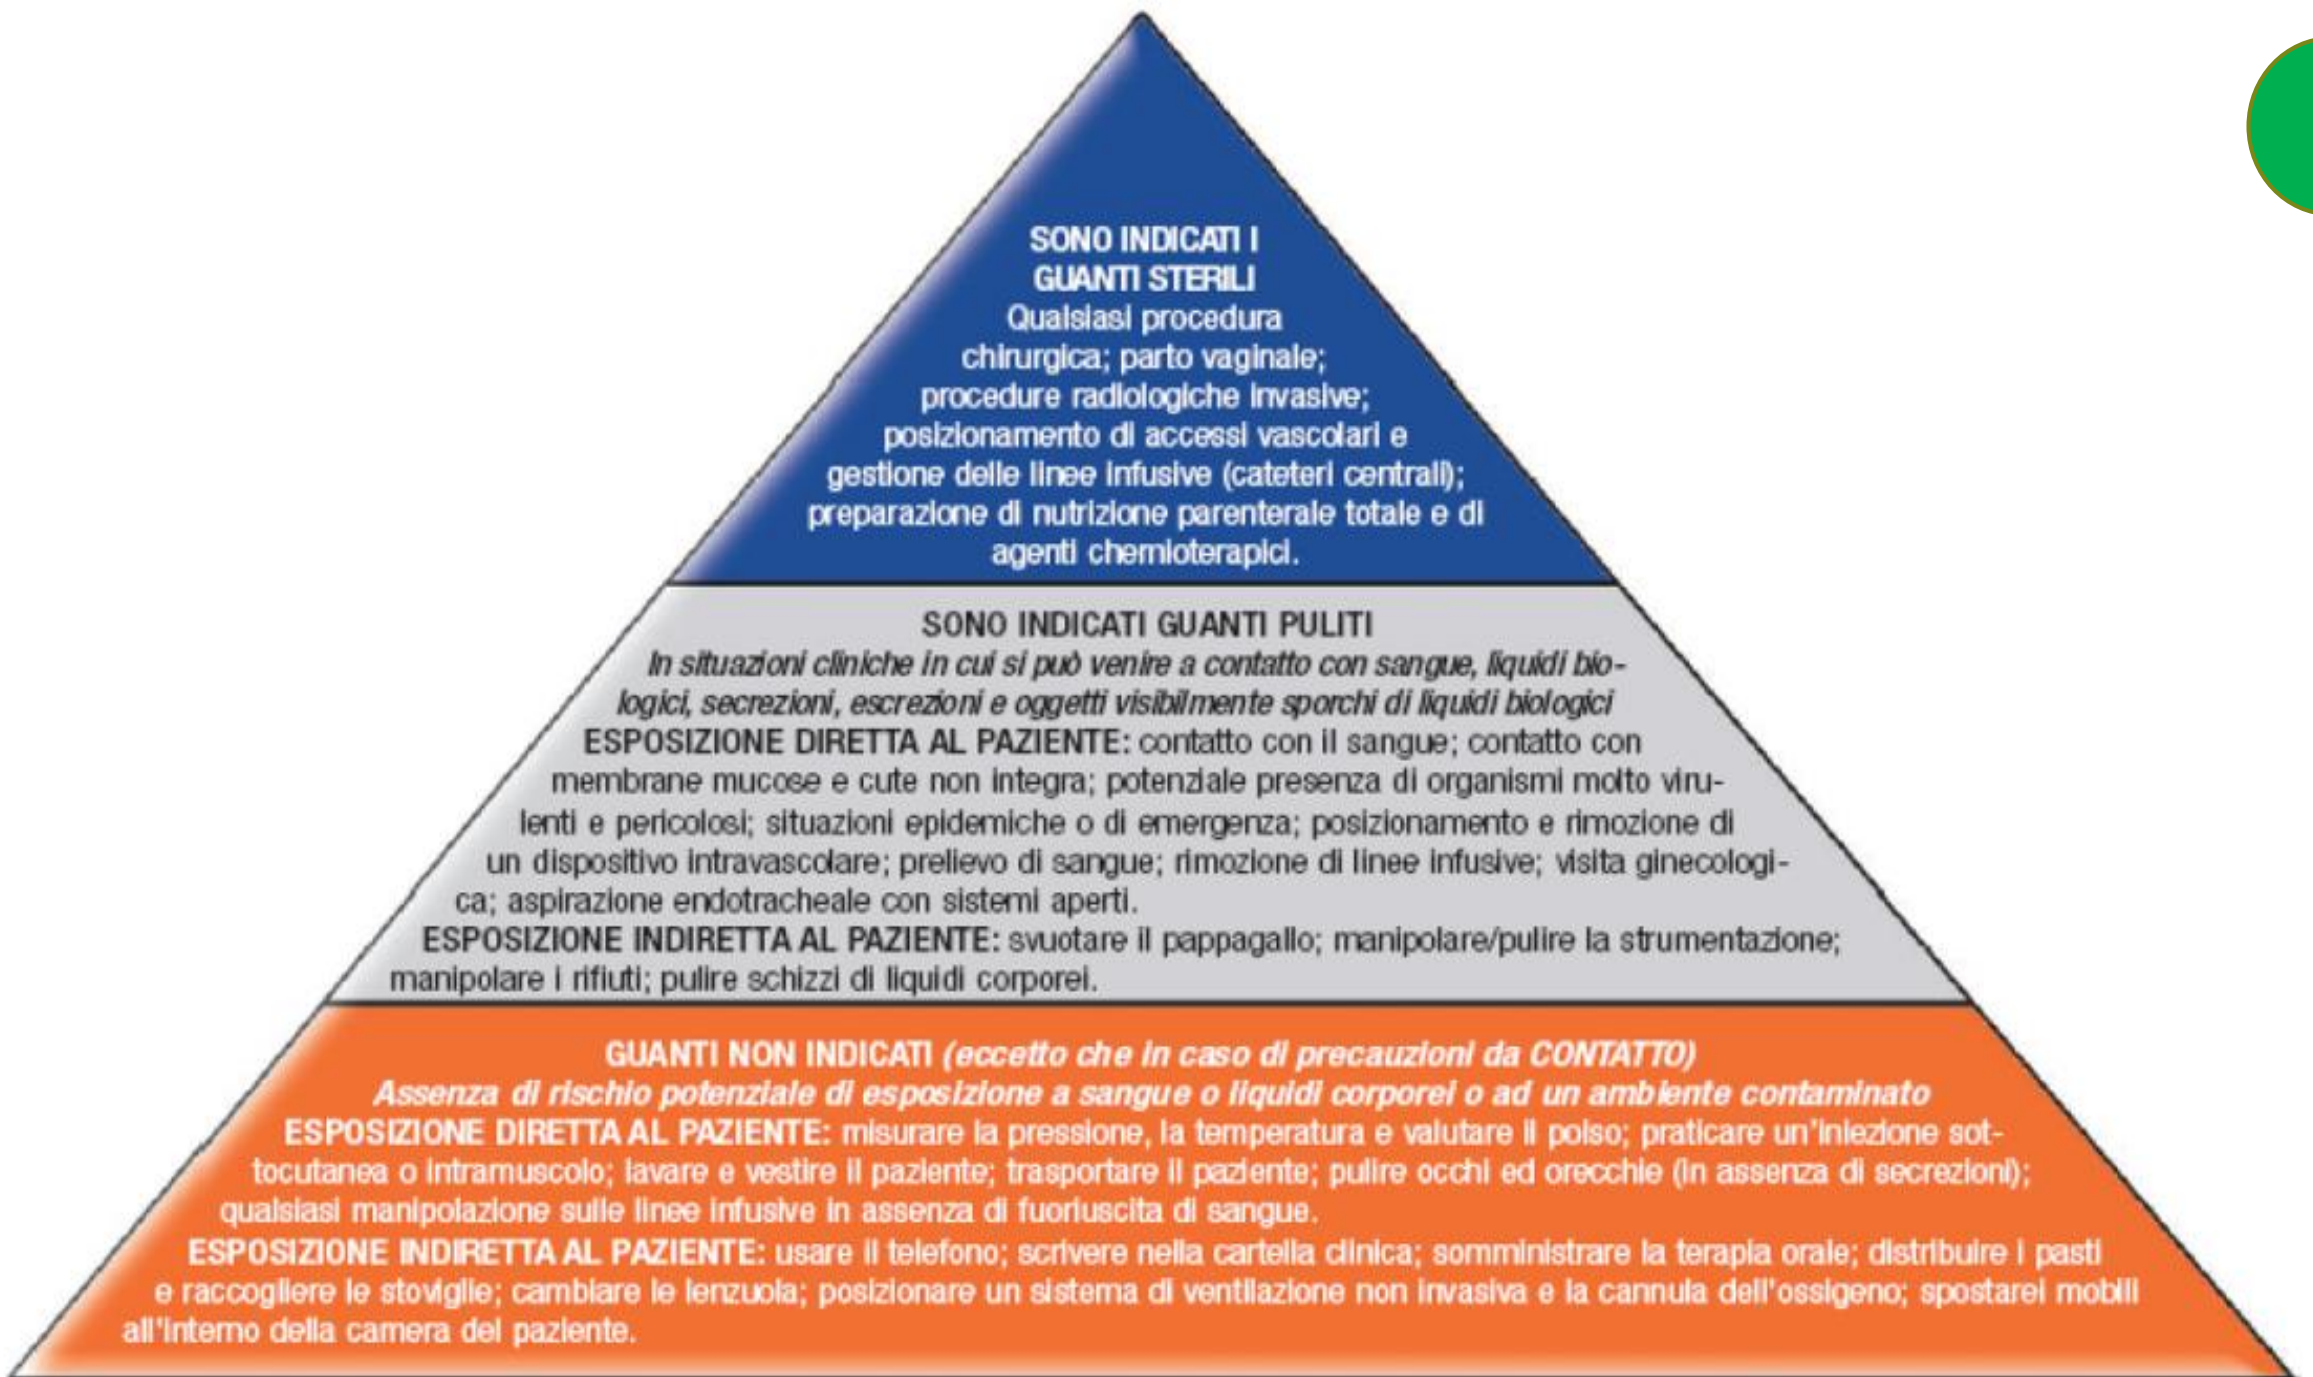 SONO INDICATI I
GUANTI STERILI
Qualsiasi procedura
chirurgica; parto vaginale;
procedure radiologiche invasive;
posizionamento di accessi vascolari e
gestione delle linee infusive (cateteri centrali);
preparazione di nutrizione parenterale totale e di
agenti chemioterapici.
SONO INDICATI GUANTI PULITI
In situazioni cliniche in cui si può venire a contatto con sangue, liquidi bio-
logici, secrezioni, escrezioni e oggetti visibilmente sporchi di liquidi biologici
ESPOSIZIONE DIRETTA AL PAZIENTE: contatto con il sangue; contatto con
membrane mucose e cute non integra; potenziale presenza di organismi molto viru-
lenti e pericolosi; situazioni epidemiche o di emergenza; posizionamento e rimozione di
un dispositivo intravascolare; prelievo di sangue; rimozione di linee infusive; visita ginecologi-
ca; aspirazione endotracheale con sistemi aperti.
ESPOSIZIONE INDIRETTA AL PAZIENTE: svuotare il pappagallo; manipolare/pulire la strumentazione;
manipolare i rifiuti; pulire schizzi di liquidi corporei.
GUANTI NON INDICATI (eccetto che in caso di precauzioni da CONTATTO)
Assenza di rischio potenziale di esposizione a sangue o liquidi corporei o ad un ambiente contaminato
ESPOSIZIONE DIRETTA AL PAZIENTE: misurare la pressione, la temperatura e valutare il polso; praticare un'iniezione sot-
tocutanea o intramuscolo; lavare e vestire il paziente; trasportare il paziente; pulire occhi ed orecchie (in assenza di secrezioni);
qualsiasi manipolazione sulle linee infusive in assenza di fuoriuscita di sangue.
ESPOSIZIONE INDIRETTA AL PAZIENTE: usare il telefono; scrivere nella cartella clinica; somministrare la terapia orale; distribuire i pasti
e raccogliere le stoviglie; cambiare le lenzuola; posizionare un sistema di ventilazione non invasiva e la cannula dell'ossigeno; spostarei mobili
all'interno della camera del paziente.